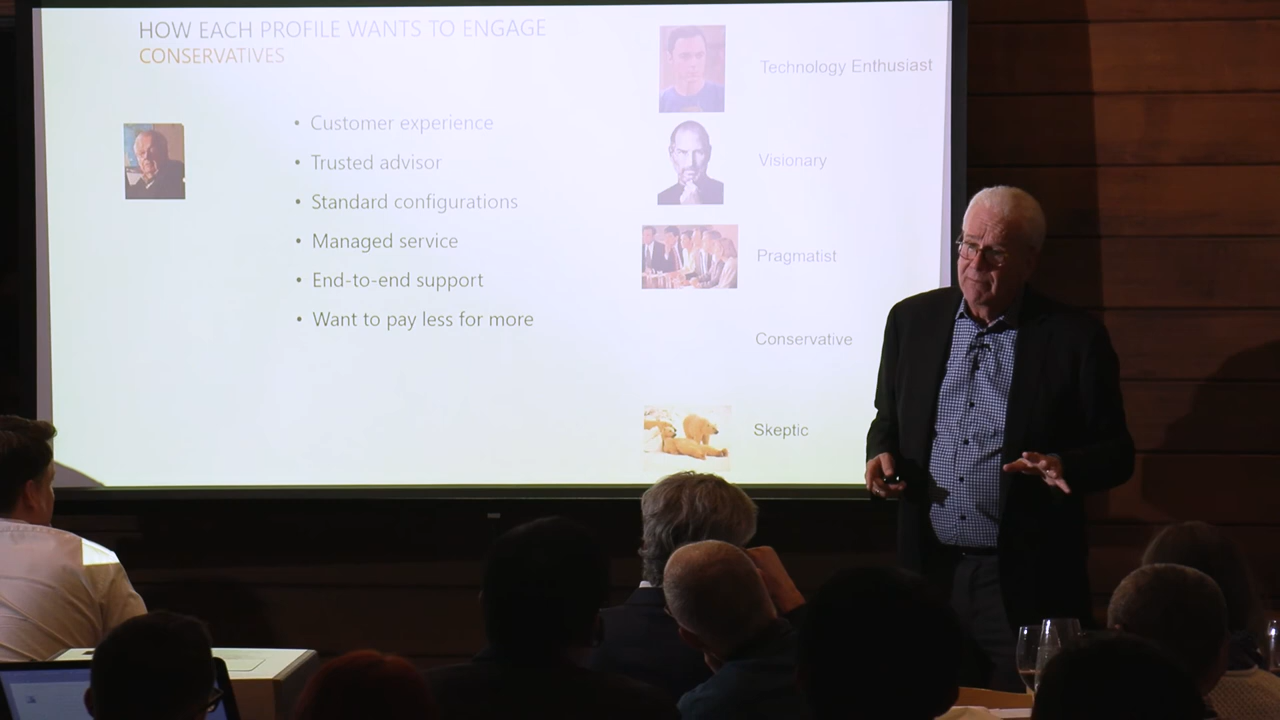 HOW EACH PROFILE WANTS TO ENGAGE
CONSERVATIVES
• Customer experience
• Trusted advisor
• Standard configurations
• Managed service
• End-to-end support
• Want to pay less for more
Technology Enthusiast
Visionary
Pragmatist
Conservative
Skeptic